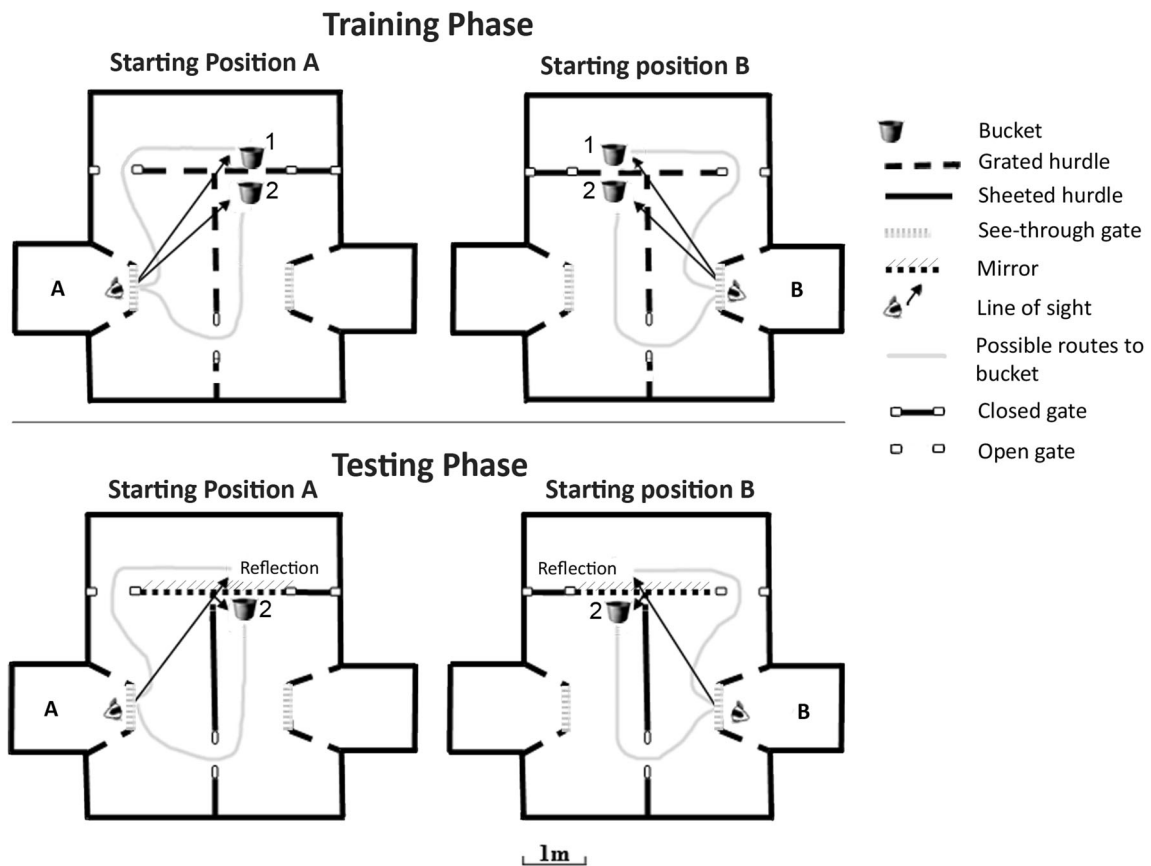 Training Phase
Starting Position A
Starting position B
1
2
A
1
2
B
Bucket
Grated hurdle
Sheeted hurdle
See-through gate
Mirror
Line of sight
Possible routes to
bucket
Closed gate
Open gate
Testing Phase
Starting Position A
Starting position B
Reflection
2
A
Reflection
2
B
1m